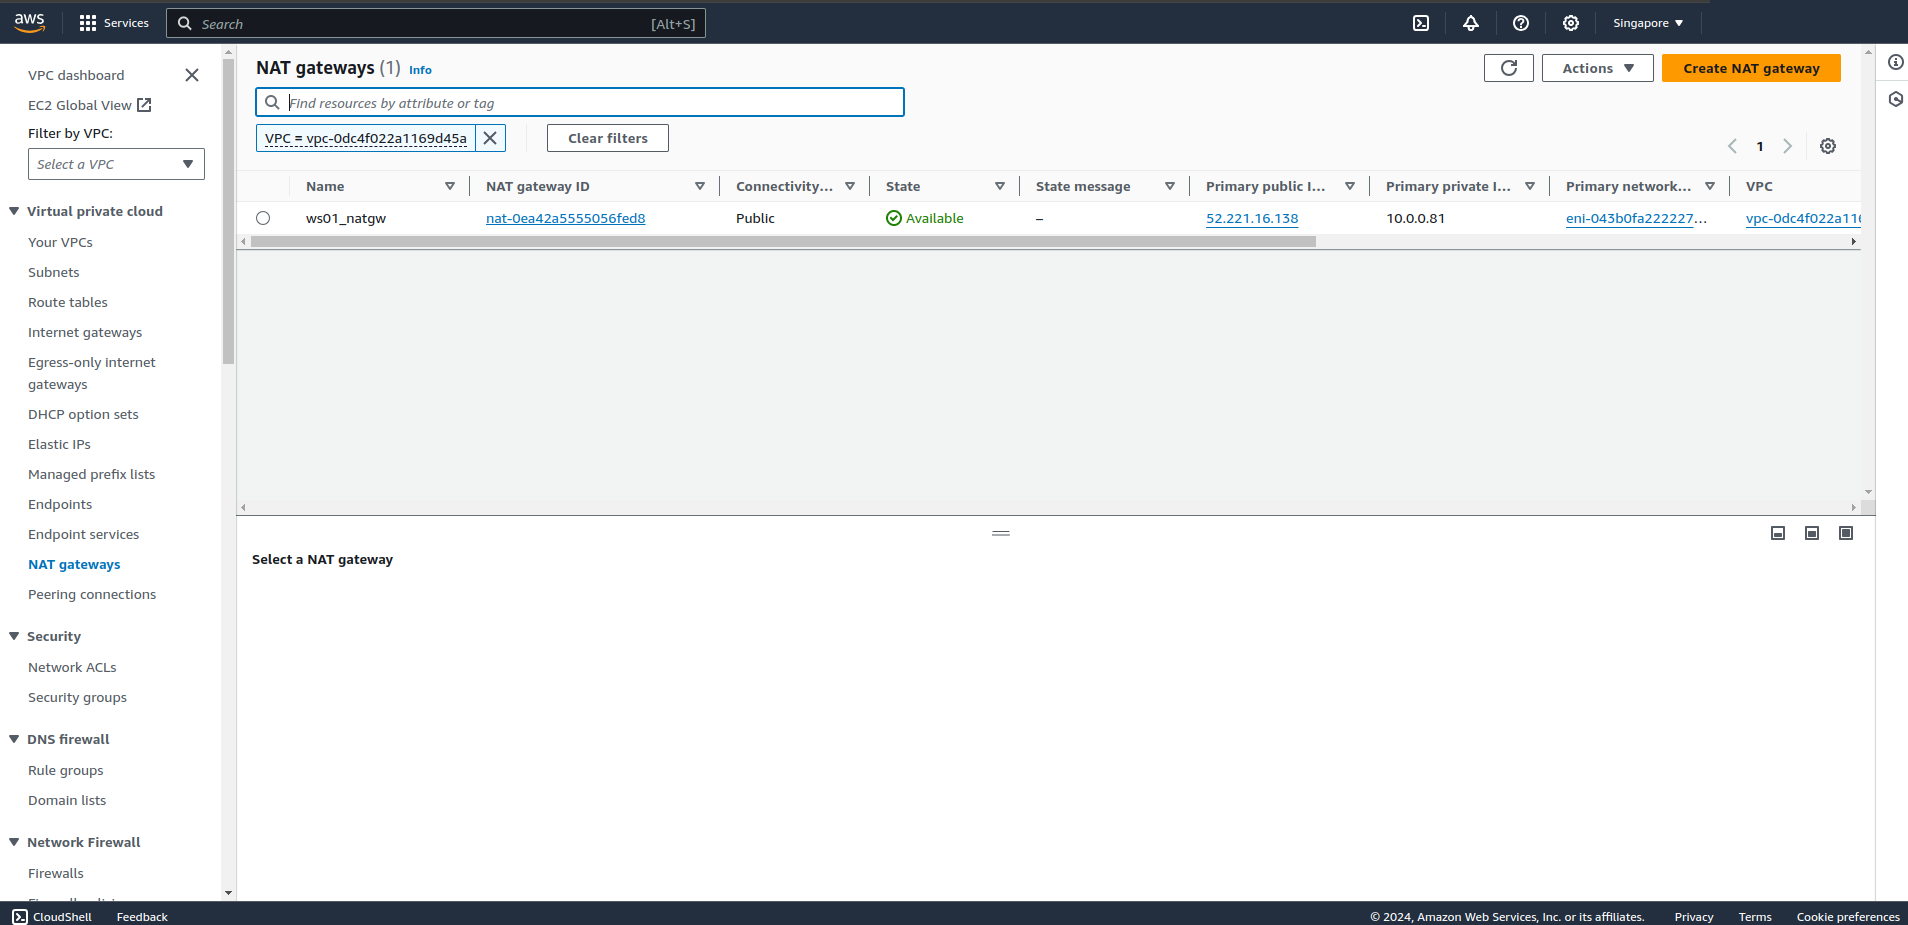 aws
Services
Search
[Alt+S]
Singapore
VPC dashboard
EC2 Global View
Filter by VPC:
Select a VPC
Virtual private cloud
Your VPCs
Subnets
Route tables
Internet gateways
Egress-only internet
gateways
DHCP option sets
Elastic IPs
Managed prefix lists
Endpoints
Endpoint services
NAT gateways
Peering connections
Security
Network ACLs
Security groups
DNS firewall
Rule groups
Domain lists
Network Firewall
Firewalls
NAT gateways (1) Info
Actions
Create NAT gateway
Find resources by attribute or tag
VPC = vpc-0dc4f022a1169d45a
Clear filters
1
Name NAT gateway ID Connectivity... State State message Primary public I... Primary private I... Primary network... VPC
ws01_natgw nat-0ea42a5555056fed8 Public Available – 52.221.16.138 10.0.0.81 eni-043b0fa222227... vpc-0dc4f022a116
Select a NAT gateway
CloudShell Feedback © 2024, Amazon Web Services, Inc. or its affiliates. Privacy Terms Cookie preferences